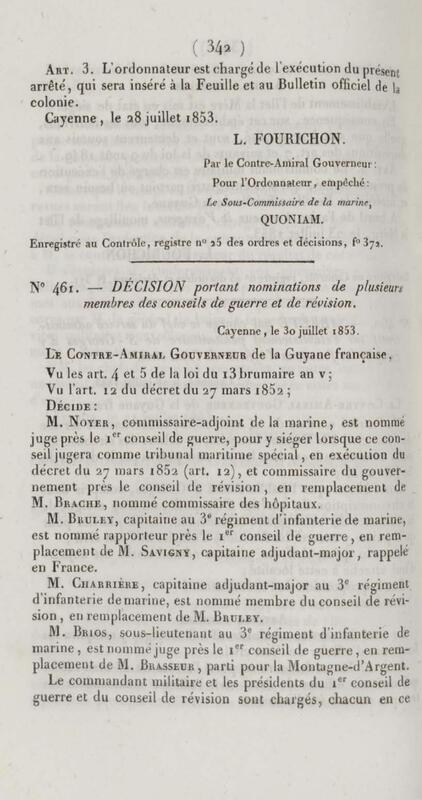 ( 342 )
ART. 3. L'ordonnateur est chargé de l'exécution du présent
arrêté, qui sera inséré à la Feuille et au Bulletin officiel de la
colonie.
Cayenne, le 28 juillet 1853.
L. FOURICHON.
Par le Contre-Amiral Gouverneur:
Pour l'Ordonnateur, empêché:
Le Sous-Commissaire de la marine,
QUONIAM.
Enregistré au Contrôle, registre n° 25 des ordres et décisions, f° 372.
N° 461. — DÉCISION portant nominations de plusieurs
membres des conseils de guerre et de révision.
Cayenne, le 30 juillet 1853.
LE CONTRE-AMIRAL GOUVERNEUR de la Guyane française,
Vu les art. 4 et 5 de la loi du 13 brumaire an v;
Vu l'art. 12 du décret du 27 mars 1852;
DÉCIDE:
M. NOYER, commissaire-adjoint de la marine, est nommé
juge près le 1er conseil de guerre, pour y siéger lorsque ce con-
seil jugera comme tribunal maritime spécial, en exécution du
décret du 27 mars 1852 (art. 12), et commissaire du gouver-
nement près le conseil de révision, en remplacement de
M. BRACHE, nommé commissaire des hôpitaux.
M. BRULEY, capitaine au 3e régiment d'infanterie de marine,
est nommé rapporteur près le 1er conseil de guerre, en rem-
placement de M. SAVIGNY, capitaine adjudant-major, rappelé
en France.
M. CHARRIÈRE, capitaine adjudant-major au 3e régiment
d'infanterie de marine, est nommé membre du conseil de révi-
sion, en remplacement de M. BRULEY.
M. BRIOS, sous-lieutenant au 3e régiment d'infanterie de
marine, est nommé juge près le 1er conseil de guerre, en rem-
placement de M. BRASSEUR, parti pour la Montagne-d'Argent.
Le commandant militaire et les présidents du 1er conseil de
guerre et du conseil de révision sont chargés, chacun en ce